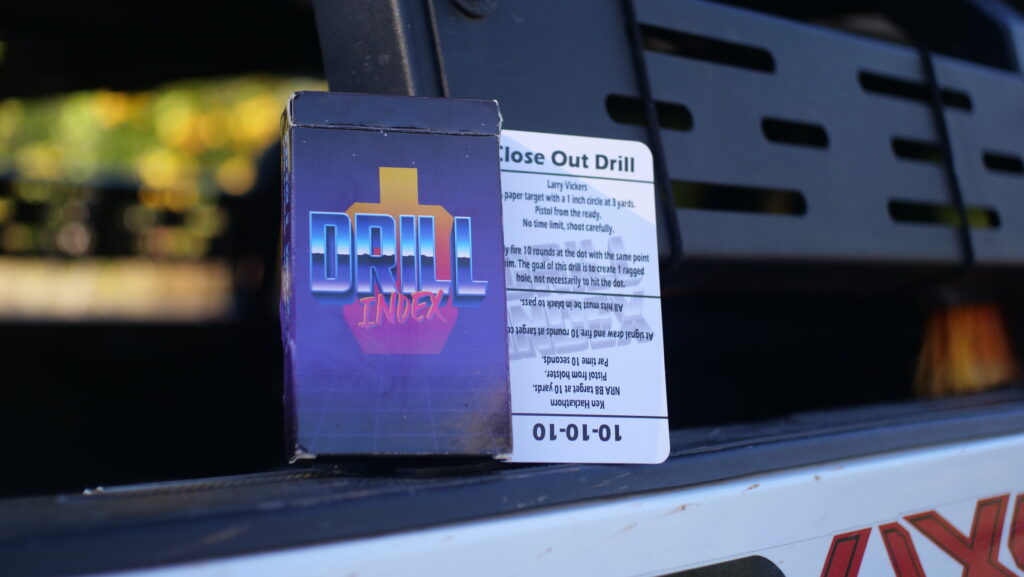 DRILL
INDEX
Close Out Drill
Larry Vickers
paper target with a 1 inch circle at 3 yards.
Pistol from the ready.
No time limit, shoot carefully.
fire 10 rounds at the dot with the same point
The goal of this drill is to create 1 ragged
hole, not necessarily to hit the dot.
10-10-10
Ken Hackathorn
NRA B8 target at 10 yards.
Pistol from holster.
Par time 10 seconds.
At signal draw and fire 10 rounds at target
All hits must be in black to pass.